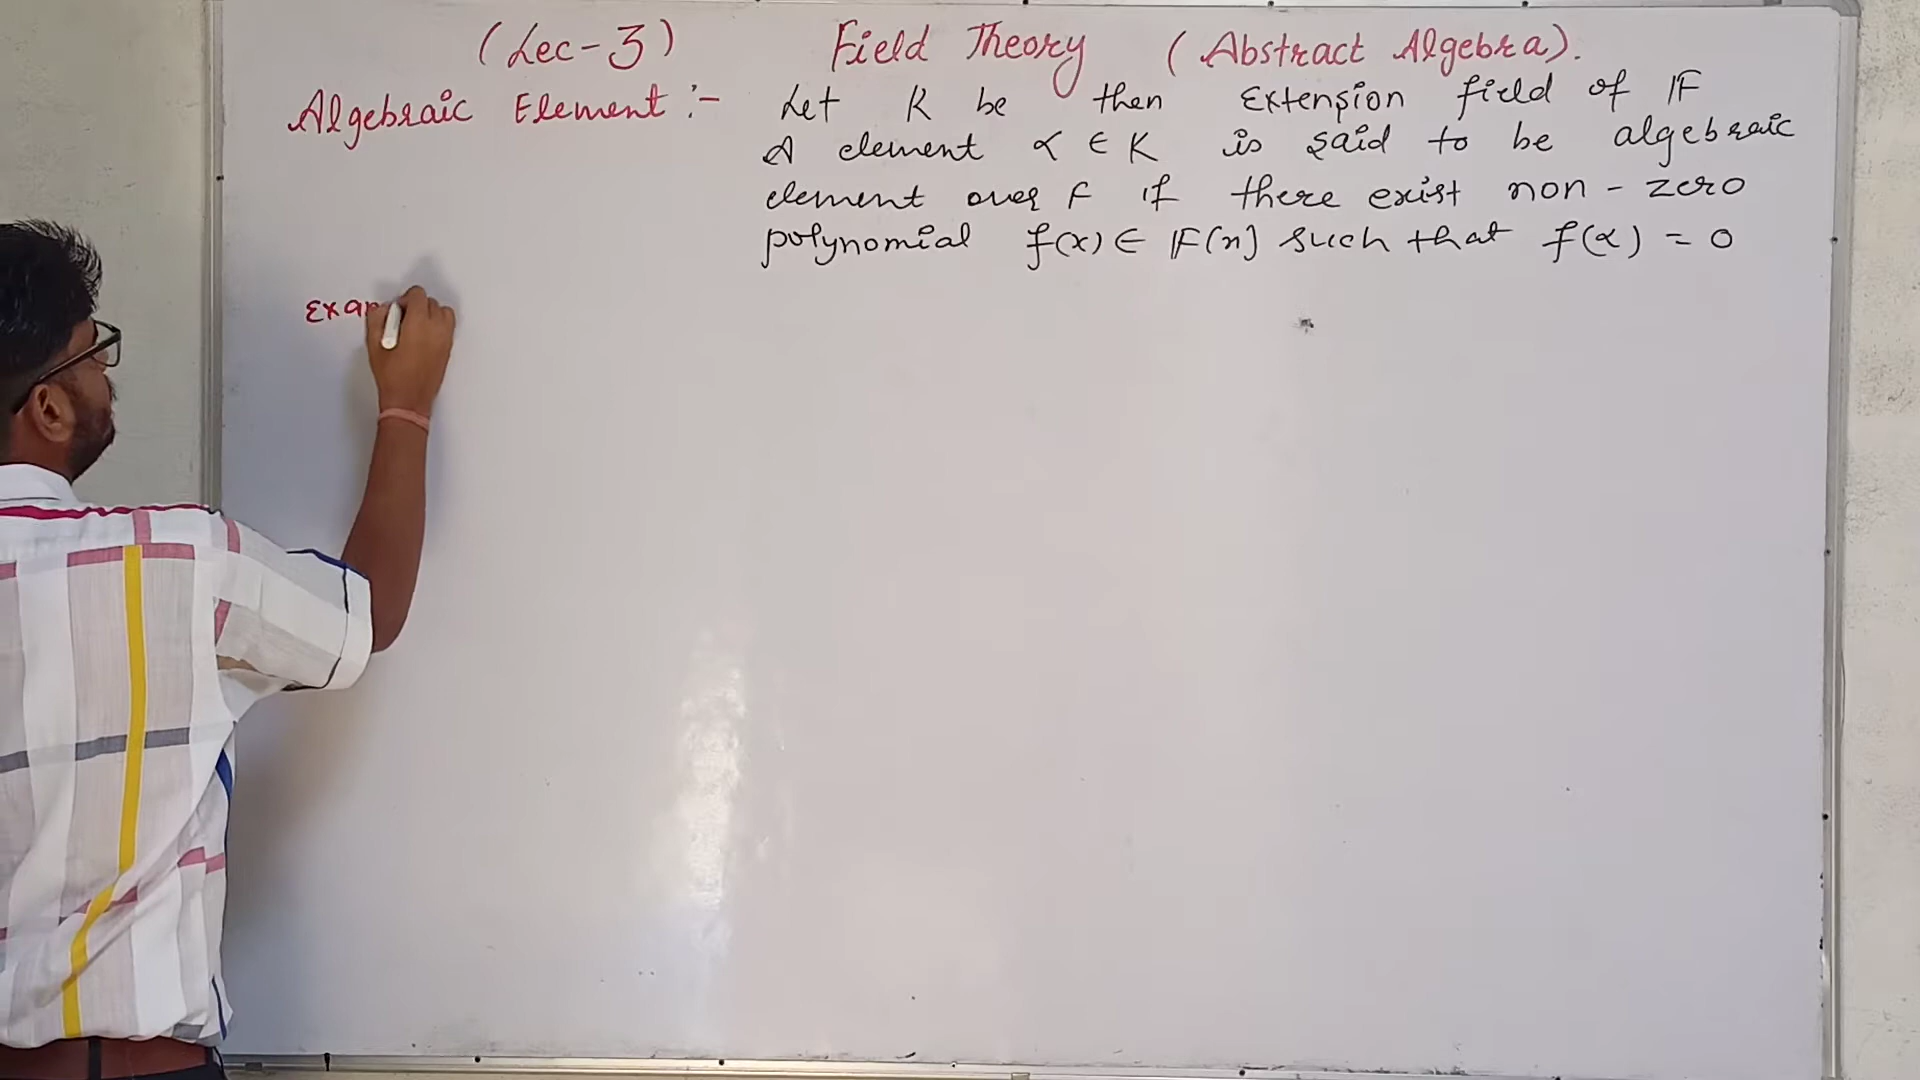 (Lec-3) Field Theory (Abstract Algebra).
Algebraic Element :- Let K be then Extension field of F
A element α ∈ K is said to be algebraic
element over F if there exist non-zero
polynomial f(x) ∈ F[x] such that f(α) = 0
Exam